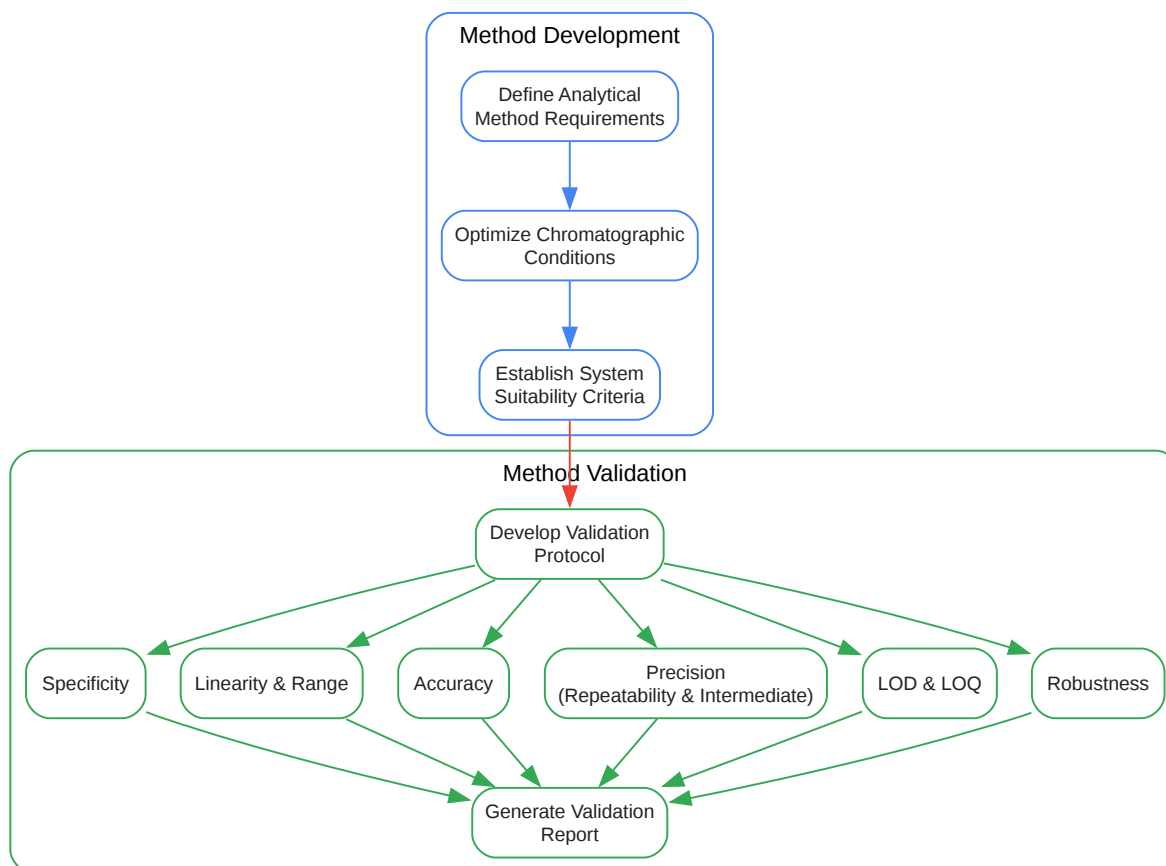 Method Development
Define Analytical
Method Requirements
Optimize Chromatographic
Conditions
Establish System
Suitability Criteria
Method Validation
Develop Validation
Protocol
Specificity
Linearity & Range
Accuracy
Precision
(Repeatability & Intermediate)
LOD & LOQ
Robustness
Generate Validation
Report